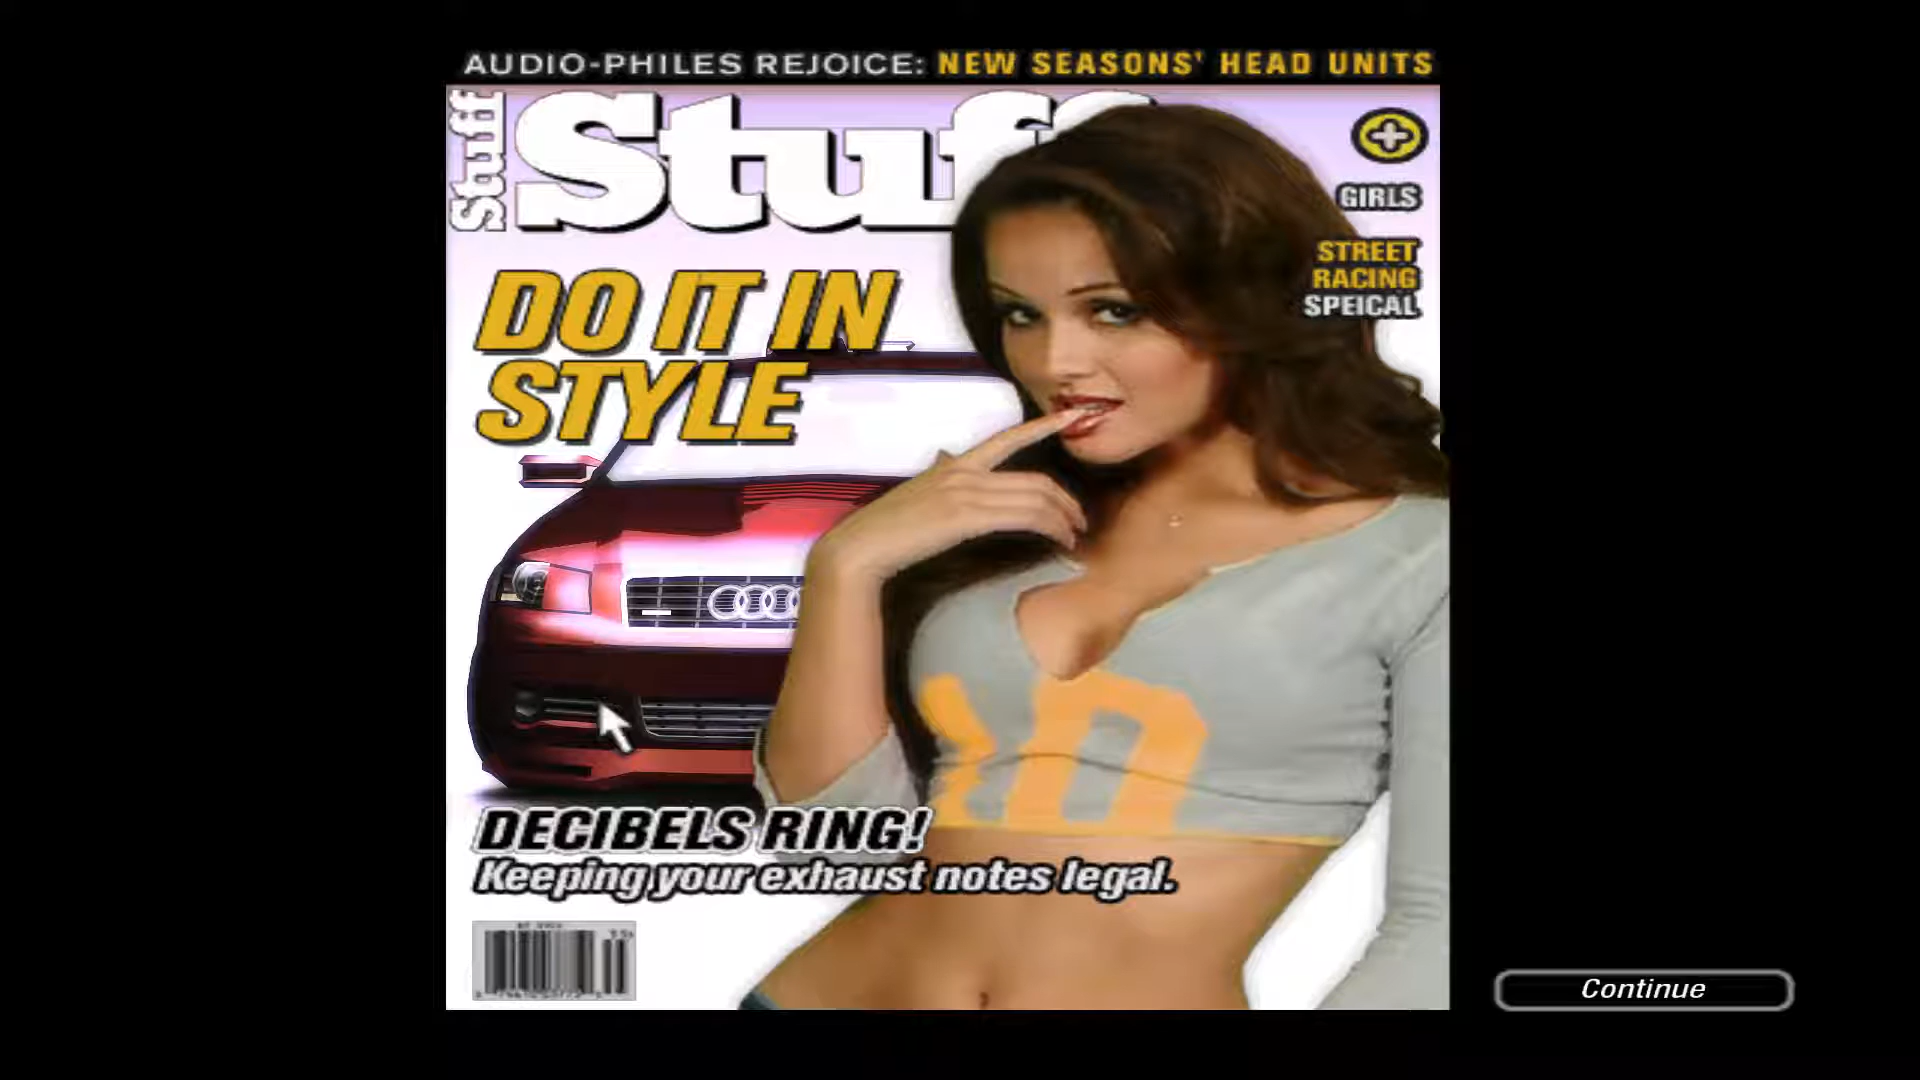 AUDIO-PHILES REJOICE: NEW SEASONS' HEAD UNITS
Stuff
Stuff
GIRLS
STREET
RACING
SPEICAL
DO IT IN
STYLE
DECIBELS RING!
Keeping your exhaust notes legal.
Continue